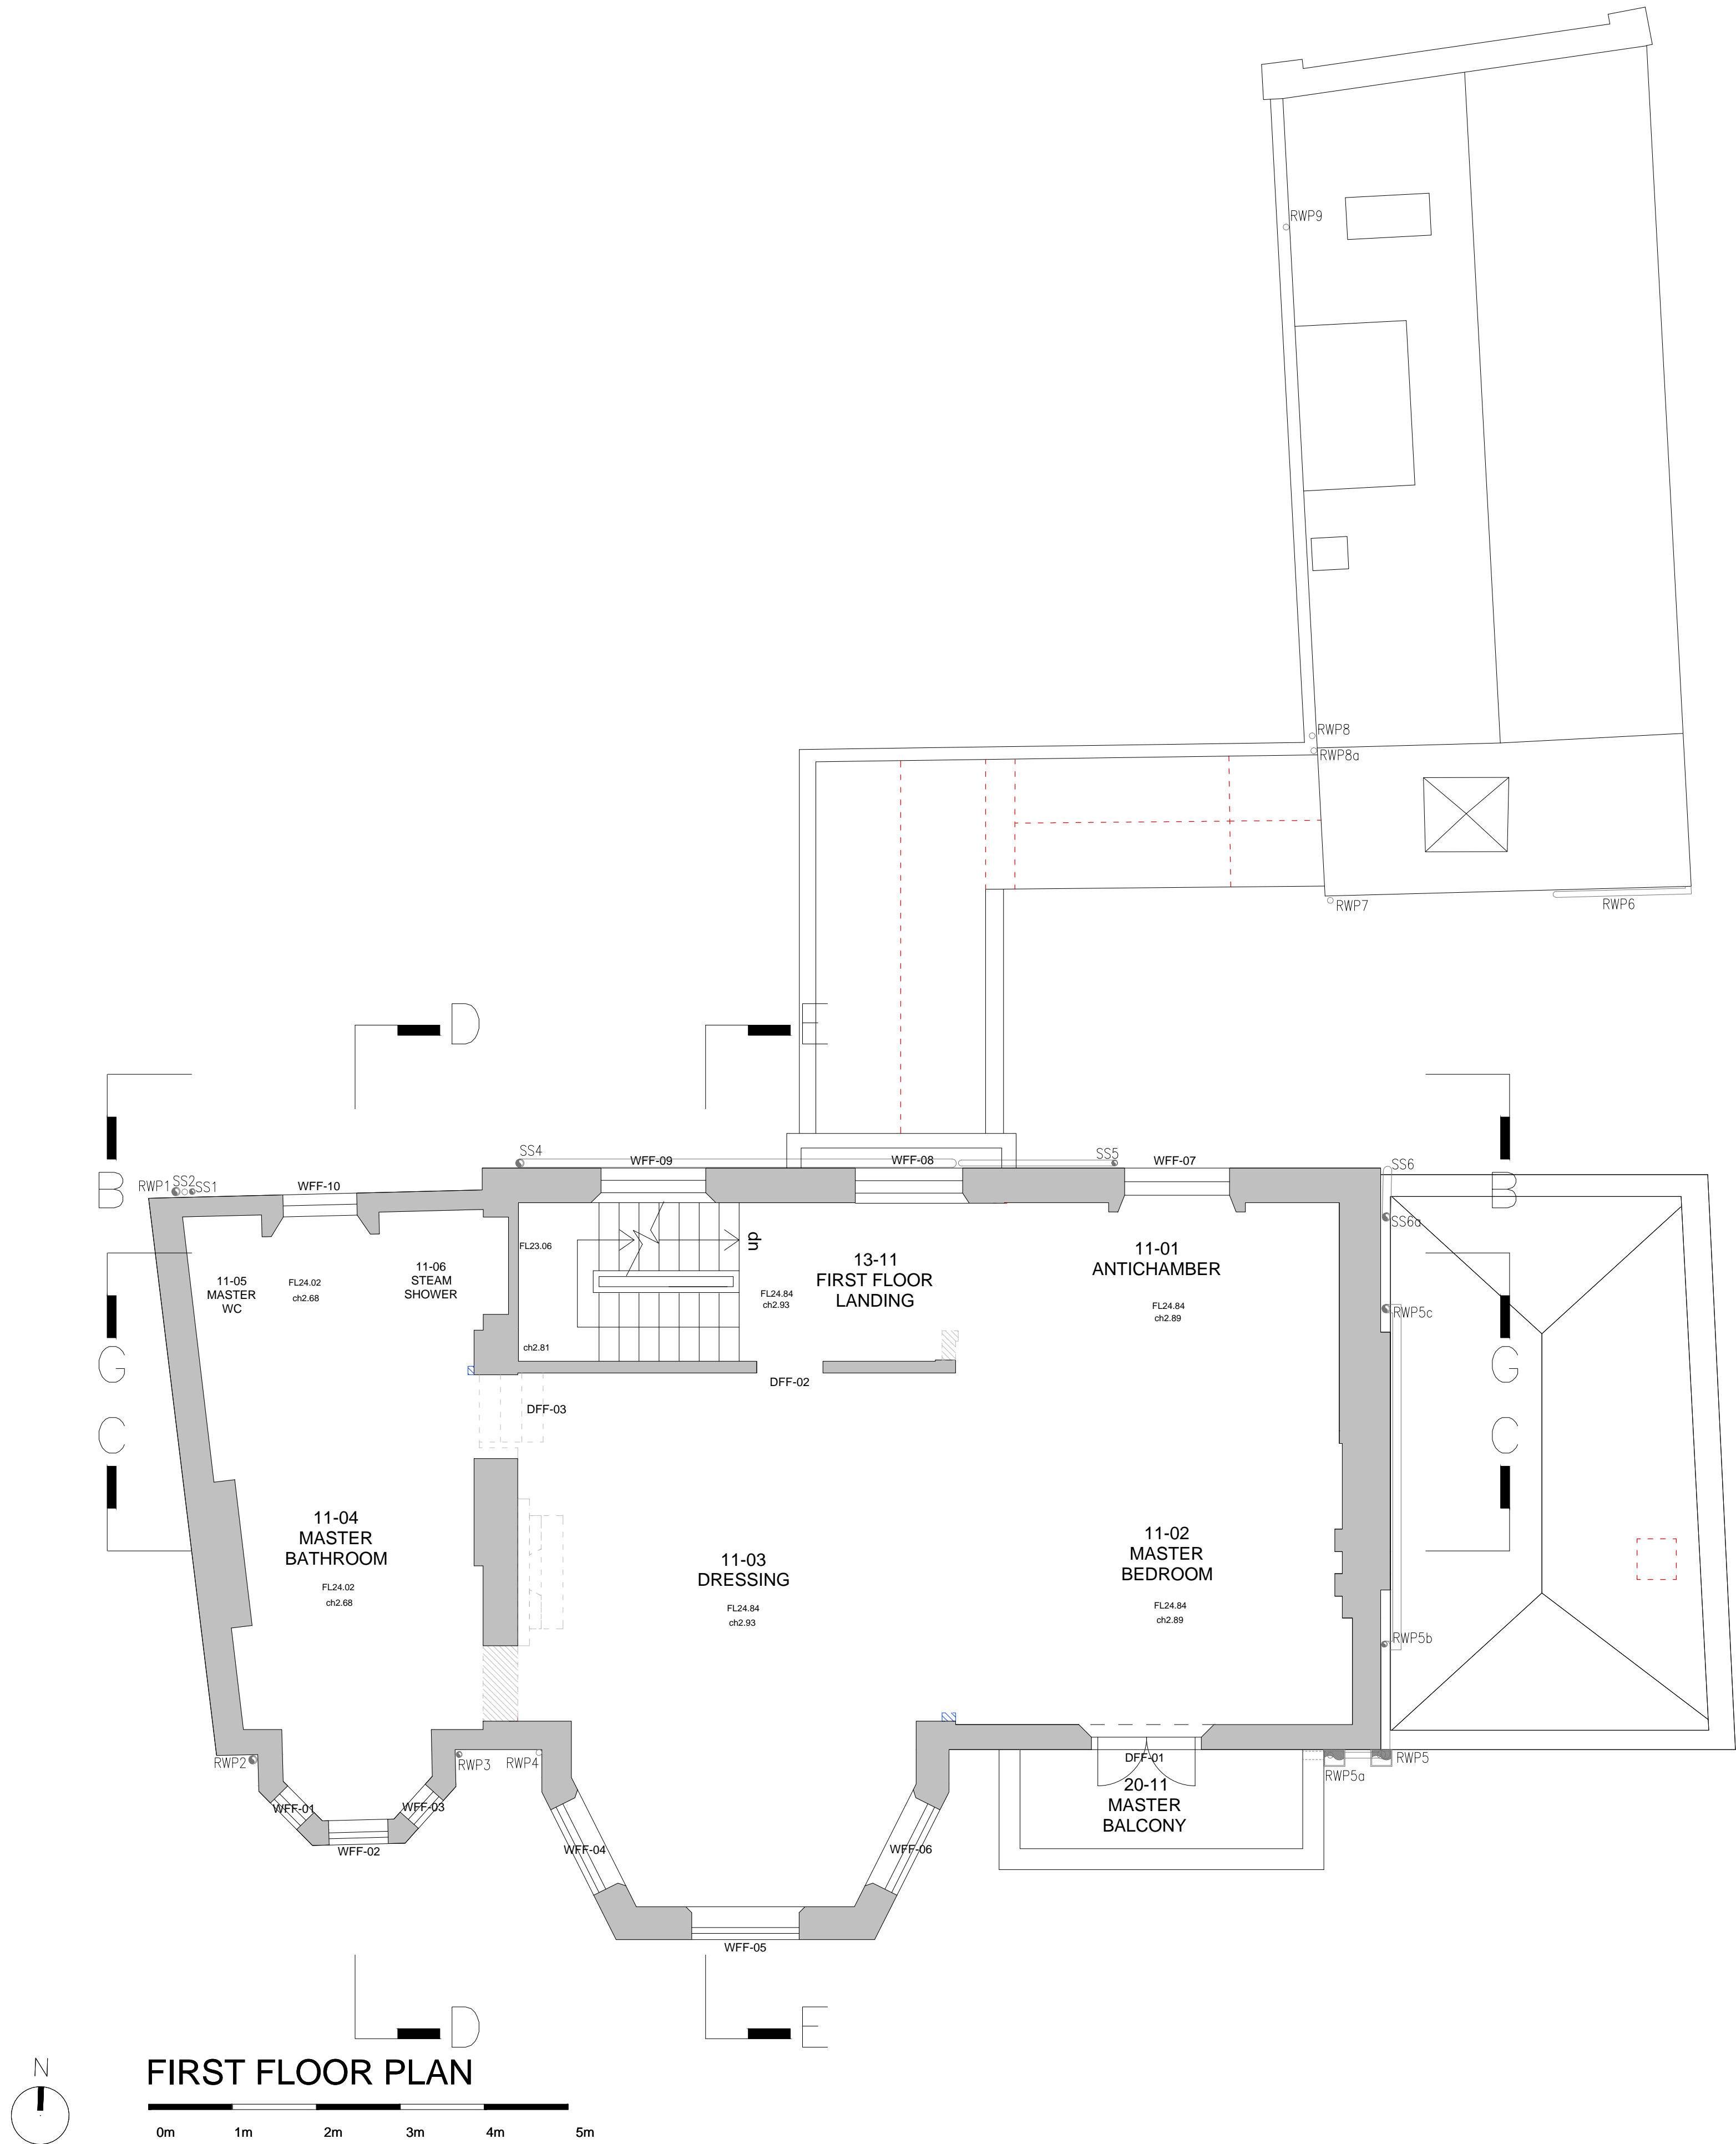 RWP9
RWP8
RWP8a
RWP7
RWP6
D
E
B
B
SS4
WFF-09
WFF-08
SS5
WFF-07
SS6
RWP1
SS2
SS1
WFF-10
SS6a
FL23.06
dn
13-11
FIRST FLOOR
LANDING
11-01
ANTICHAMBER
11-05
MASTER
WC
FL24.02
ch2.68
11-06
STEAM
SHOWER
FL24.84
ch2.93
FL24.84
ch2.89
RWP5c
ch2.81
G
G
DFF-02
DFF-03
C
C
11-04
MASTER
BATHROOM
FL24.02
ch2.68
11-03
DRESSING
FL24.84
ch2.93
11-02
MASTER
BEDROOM
FL24.84
ch2.89
RWP5b
RWP2
RWP3
RWP4
DFF-01
RWP5
RWP5a
20-11
MASTER
BALCONY
WFF-01
WFF-03
WFF-02
WFF-04
WFF-06
WFF-05
D
E
N
FIRST FLOOR PLAN
0m 1m 2m 3m 4m 5m